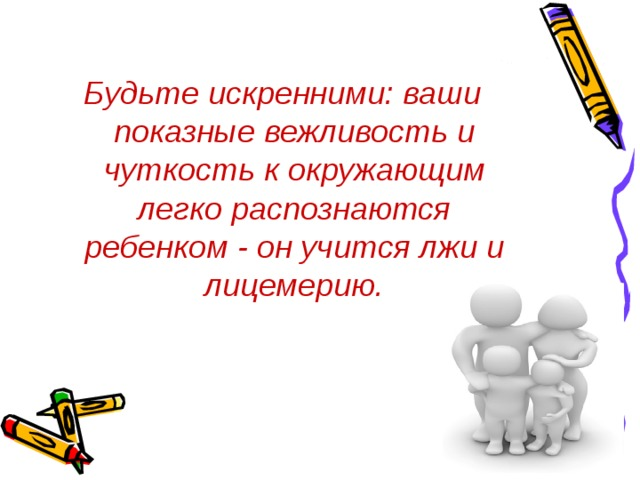 Будьте искренними: ваши
показные вежливость и
чуткость к окружающим
легко распознаются
ребенком - он учится лжи и
лицемерию.